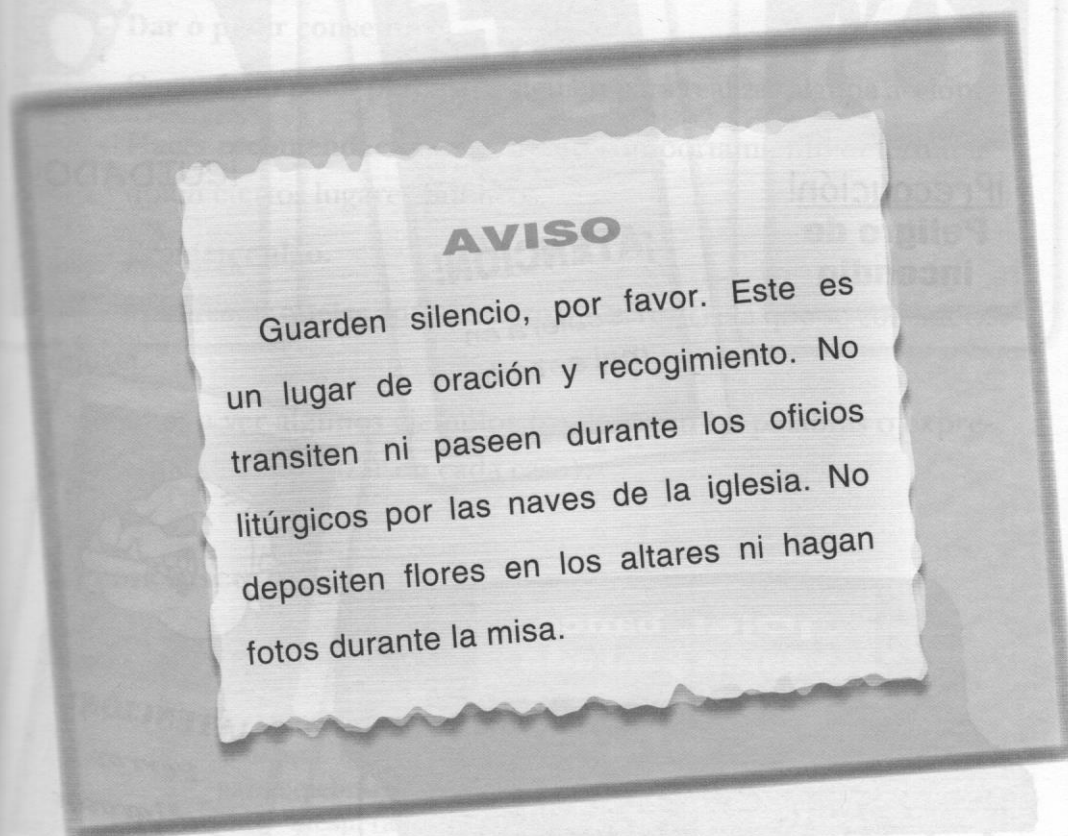 AVISO
Guarden silencio, por favor. Este es
un lugar de oración y recogimiento. No
transiten ni paseen durante los oficios
litúrgicos por las naves de la iglesia. No
depositen flores en los altares ni hagan
fotos durante la misa.